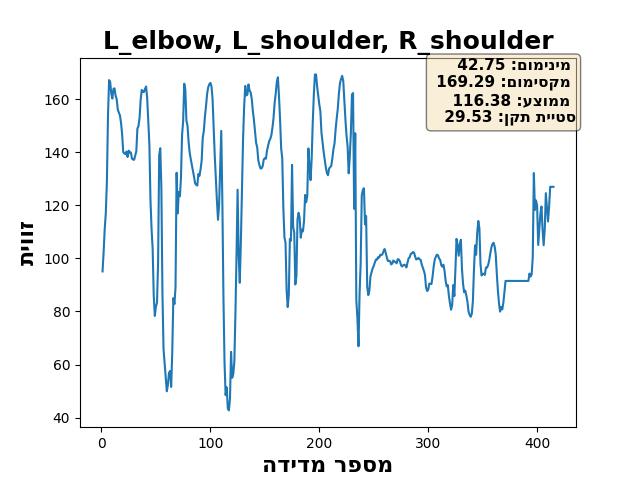 L_elbow, L_shoulder, R_shoulder
מינימום: 42.75
מקסימום: 169.29
ממוצע: 116.38
סטיית תקן: 29.53
זווית
160
140
120
100
80
60
40
0 100 200 300 400
מספר מדידה